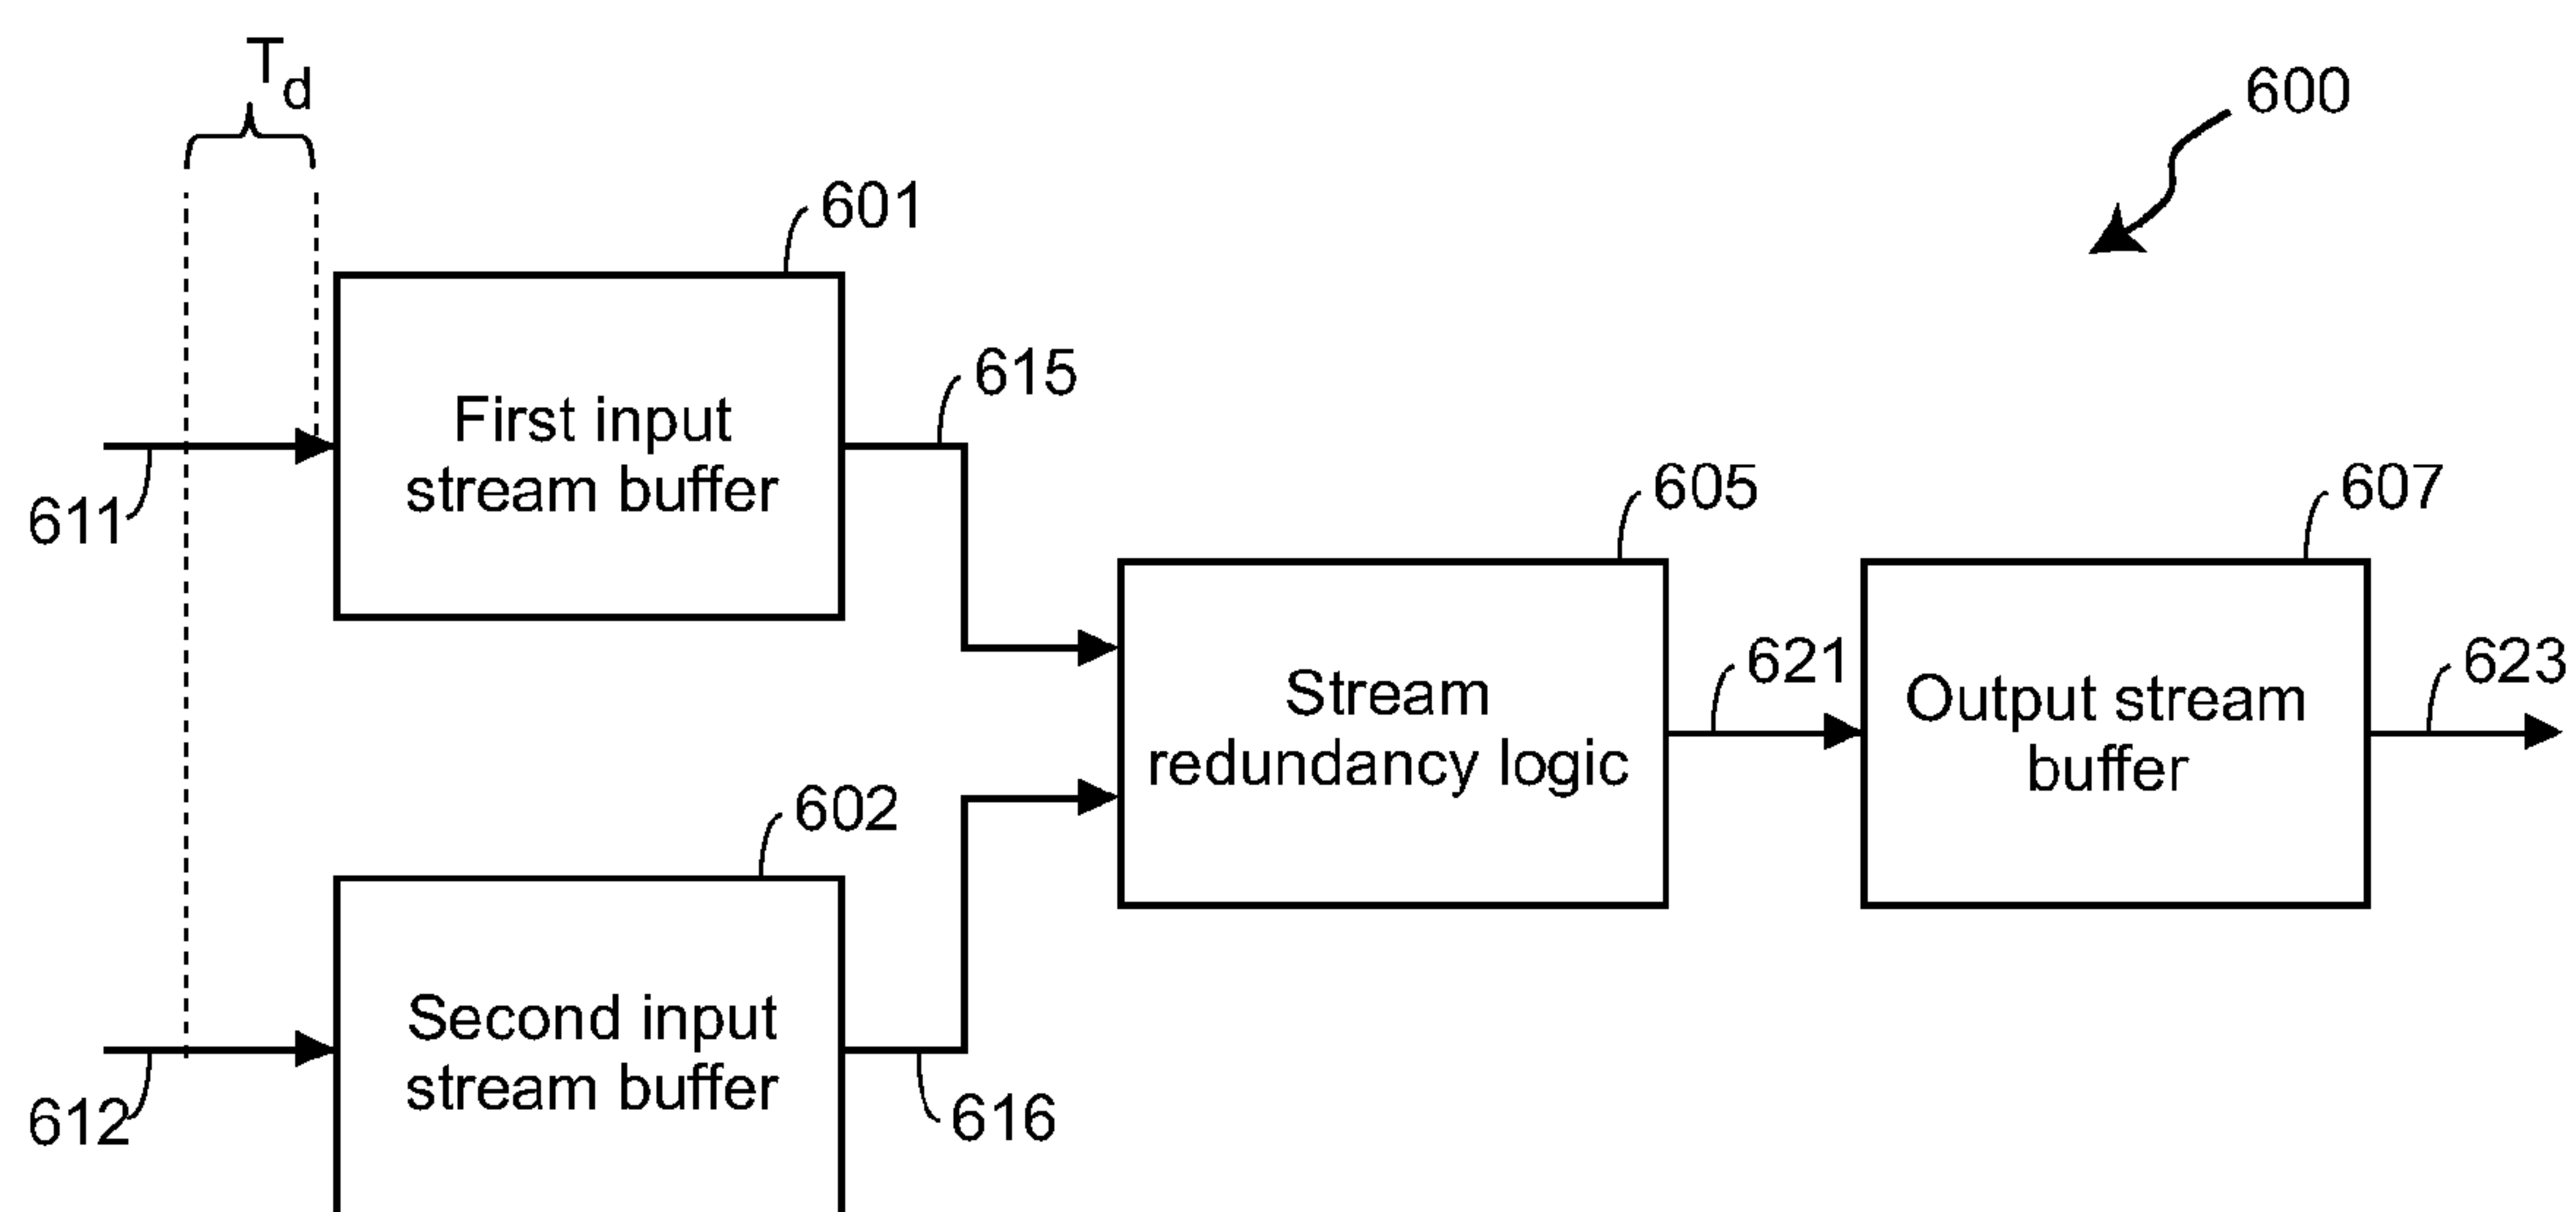 Td
600
601
615
First input
stream buffer
611
605
607
621
623
Stream
redundancy logic
Output stream
buffer
602
Second input
stream buffer
612
616